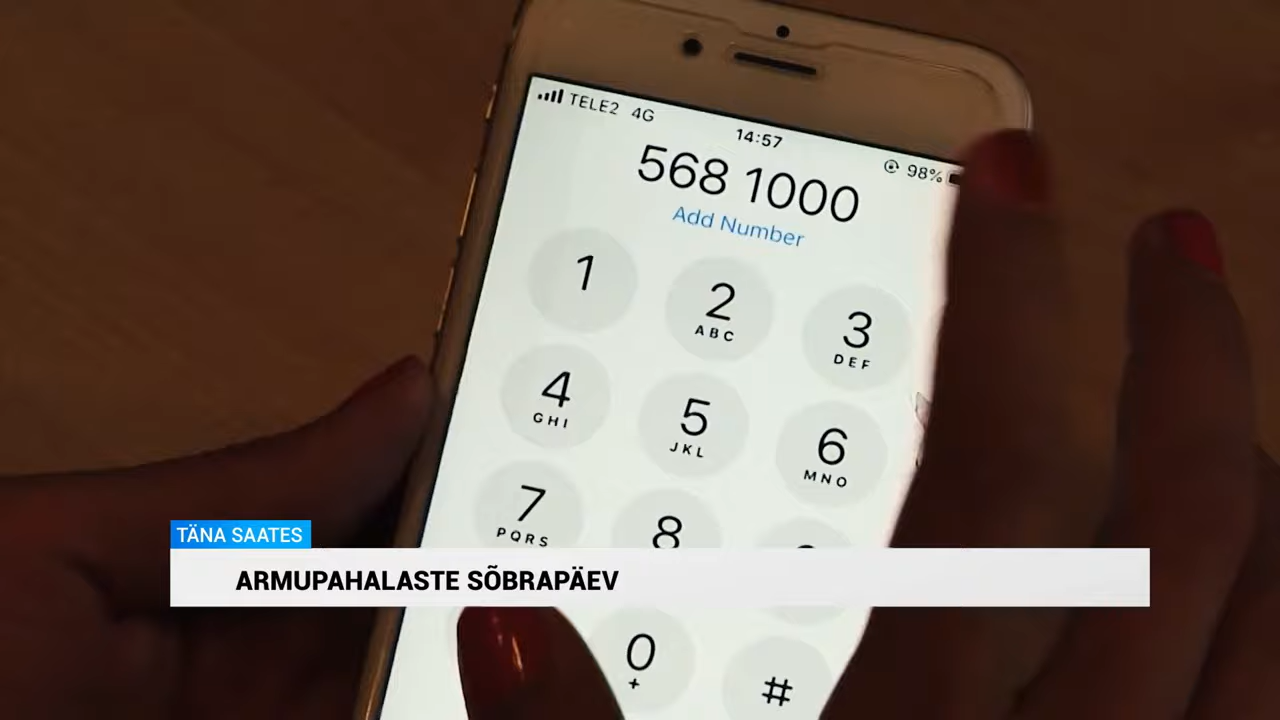 TELE2 4G
14:57
98%
568 1000
Add Number
1
2
ABC
3
DEF
4
GHI
5
JKL
6
MNO
7
PQRS
8
TÄNA SAATES
ARMUPAHALASTE SÕBRAPÄEV
0
+
#